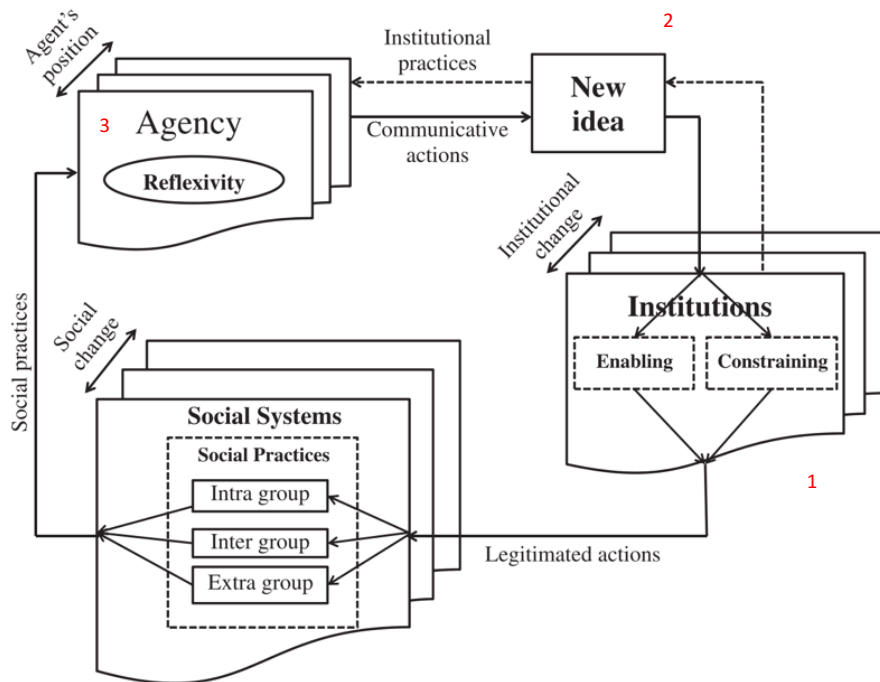 2
Agent's
position
Institutional
practices
New
idea
3
Agency
Communicative
actions
Reflexivity
Institutional
change
Institutions
Enabling
Constraining
Social practices
Social
change
Social Systems
Social Practices
Intra group
Inter group
Extra group
1
Legitimated actions